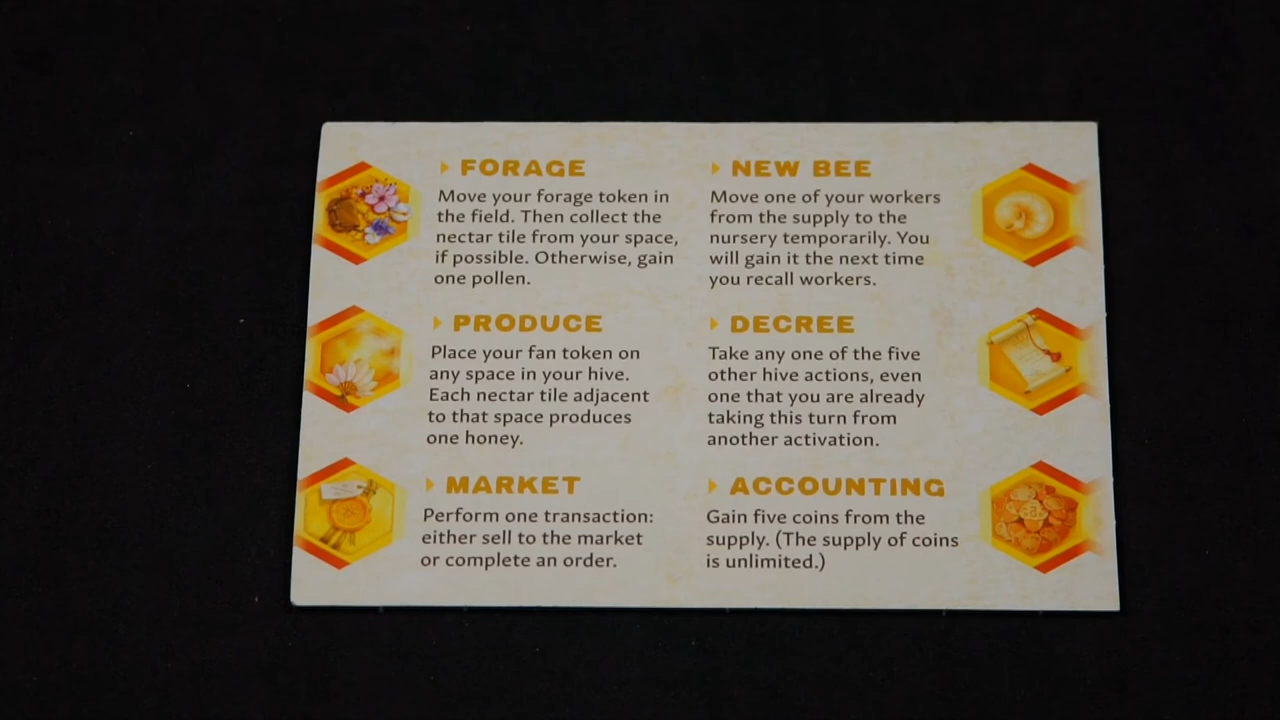 FORAGE
Move your forage token in
the field. Then collect the
nectar tile from your space,
if possible. Otherwise, gain
one pollen.
PRODUCE
Place your fan token on
any space in your hive.
Each nectar tile adjacent
to that space produces
one honey.
MARKET
Perform one transaction:
either sell to the market
or complete an order.
NEW BEE
Move one of your workers
from the supply to the
nursery temporarily. You
will gain it the next time
you recall workers.
DECREE
Take any one of the five
other hive actions, even
one that you are already
taking this turn from
another activation.
ACCOUNTING
Gain five coins from the
supply. (The supply of coins
is unlimited.)